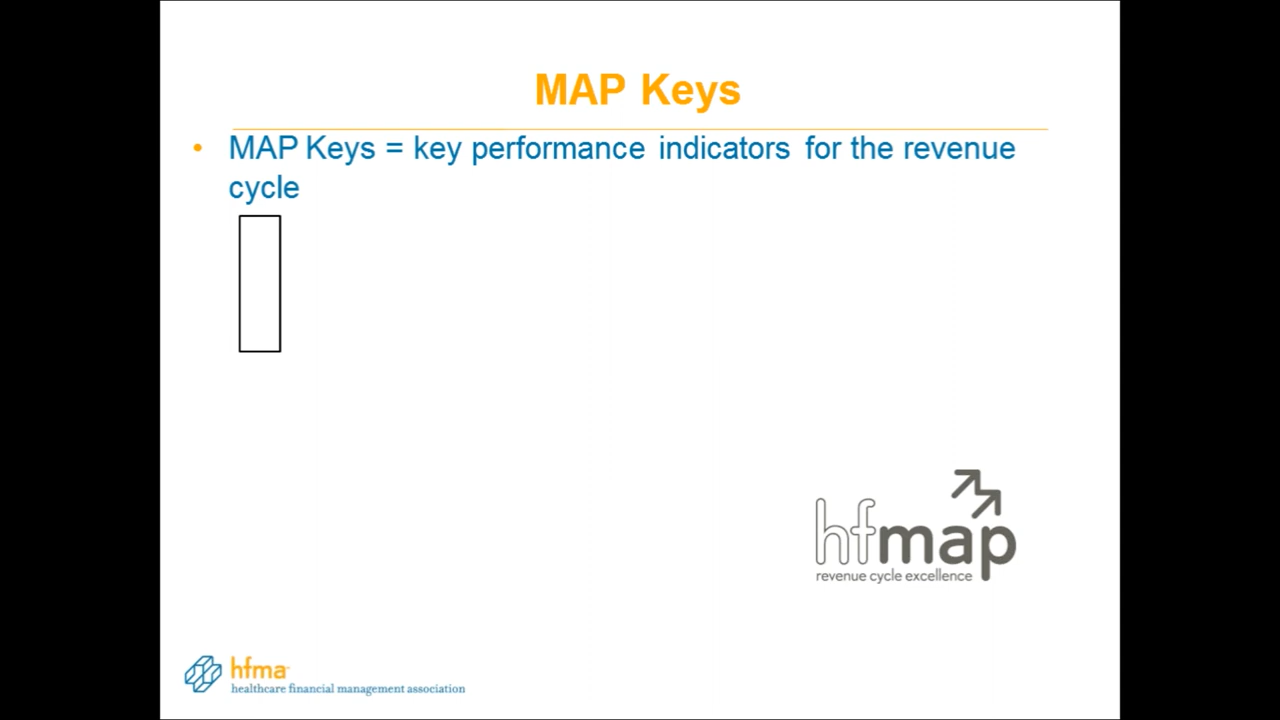 MAP Keys
• MAP Keys = key performance indicators for the revenue
cycle
hfmap
revenue cycle excellence
hfma
healthcare financial management association